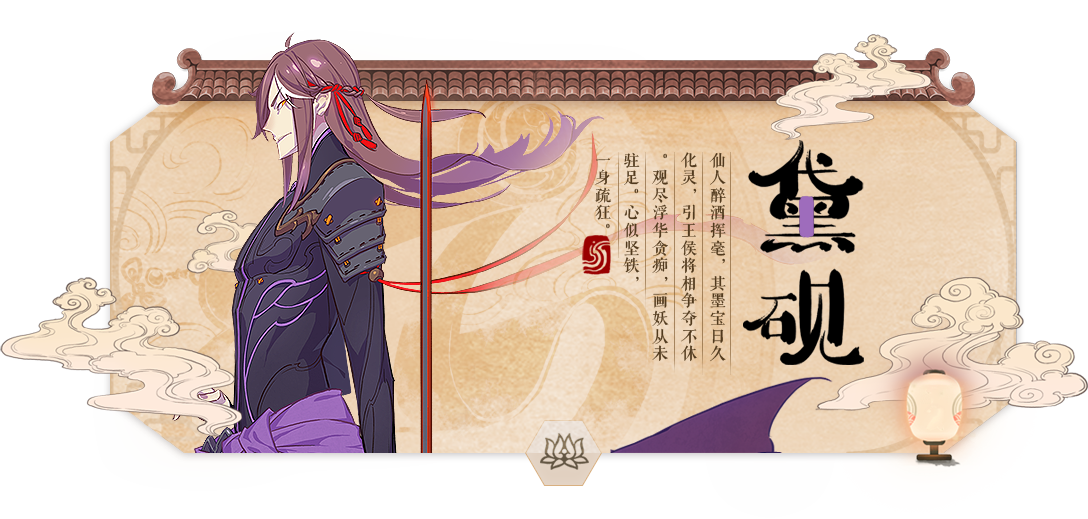 黛砚
仙人醉酒挥毫，其墨宝日久
化灵，引王侯将相争夺不休
。观尽浮华贪痴，画妖从未
驻足。心似坚铁，
一身疏狂。